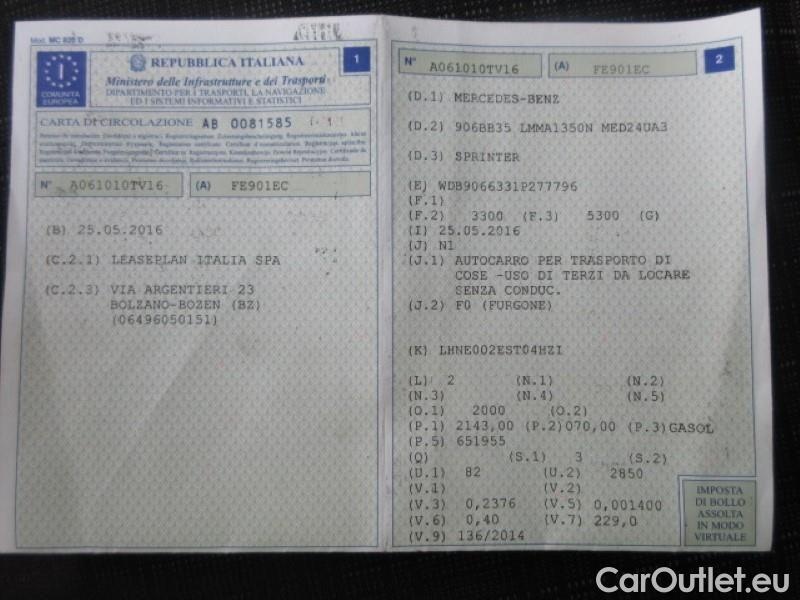 Mod. MC 820 D
I
COMUNITÀ
EUROPEA
REPUBBLICA ITALIANA
1
Ministero delle Infrastrutture e dei Trasporti
DIPARTIMENTO PER I TRASPORTI, LA NAVIGAZIONE
ED I SISTEMI INFORMATIVI E STATISTICI
CARTA DI CIRCOLAZIONE AB 0081585
N° A061010TV16 (A) FE901EC
(B) 25.05.2016
(C.2.1) LEASEPLAN ITALIA SPA
(C.2.3) VIA ARGENTIERI 23
BOLZANO-BOZEN (BZ)
(06496050151)
N° A061010TV16 (A) FE901EC 2
(D.1) MERCEDES-BENZ
(D.2) 906BB35 LMMA1350N MED24UA3
(D.3) SPRINTER
(E) WDB9066331P277796
(F.1)
(F.2) 3300 (F.3) 5300 (G)
(I) 25.05.2016
(J) N1
(J.1) AUTOCARRO PER TRASPORTO DI
COSE -USO DI TERZI DA LOCARE
SENZA CONDUC.
(J.2) F0 (FURGONE)
(K) LHNE002EST04HZI
(L) 2 (N.1) (N.2)
(N.3) (N.4) (N.5)
(O.1) 2000 (O.2)
(P.1) 2143,00 (P.2)070,00 (P.3)GASOL
(P.5) 651955
(Q) (S.1) 3 (S.2)
(U.1) 82 (U.2) 2850
(V.1) (V.2)
(V.3) 0,2376 (V.5) 0,001400
(V.6) 0,40 (V.7) 229,0
(V.9) 136/2014
IMPOSTA
DI BOLLO
ASSOLTA
IN MODO
VIRTUALE
CarOutlet.eu